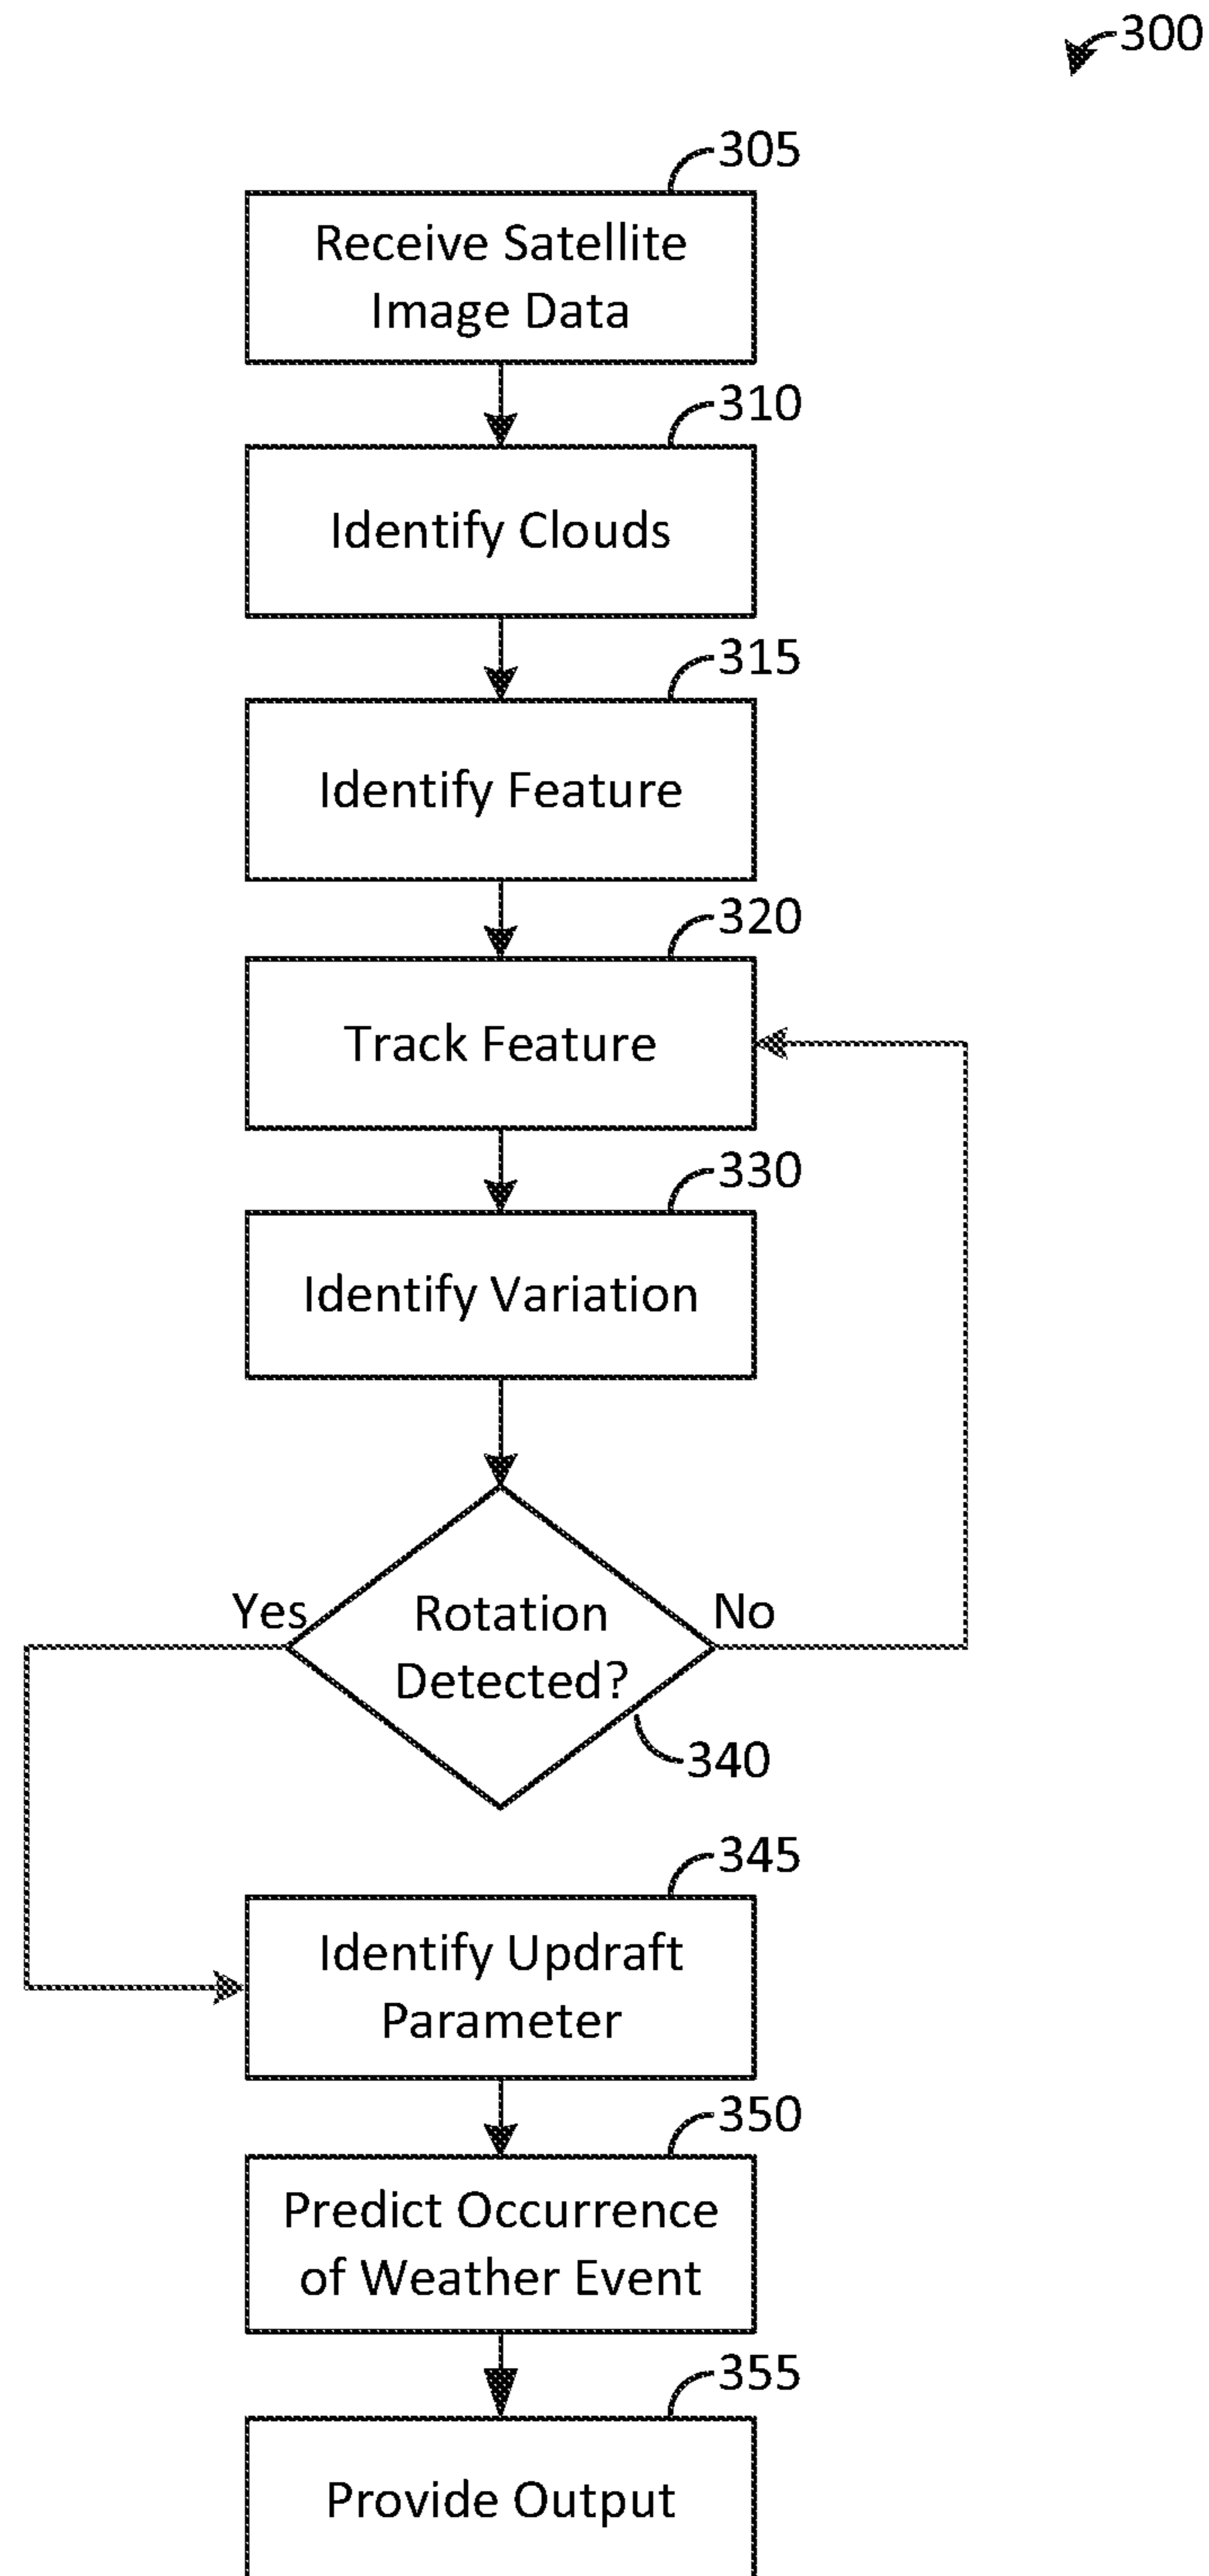 300
305
Receive Satellite
Image Data
310
Identify Clouds
315
Identify Feature
320
Track Feature
330
Identify Variation
Yes
Rotation
Detected?
No
340
345
Identify Updraft
Parameter
350
Predict Occurrence
of Weather Event
355
Provide Output